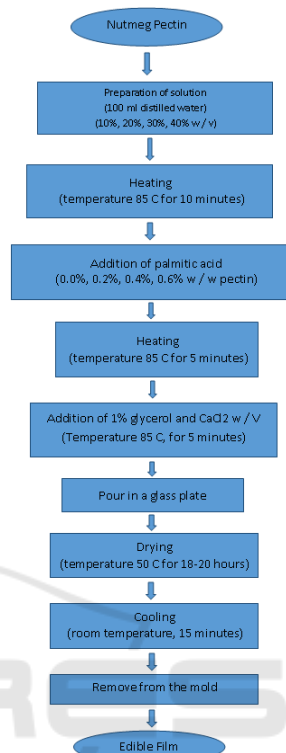 Nutmeg Pectin
Preparation of solution
(100 ml distilled water)
(10%, 20%, 30%, 40% w / v)
Heating
(temperature 85 C for 10 minutes)
Addition of palmitic acid
(0.0%, 0.2%, 0.4%, 0.6% w / w pectin)
Heating
(temperature 85 C for 5 minutes)
Addition of 1% glycerol and CaCl2 w / V
(Temperature 85 C, for 5 minutes)
Pour in a glass plate
Drying
(temperature 50 C for 18-20 hours)
Cooling
(room temperature, 15 minutes)
Remove from the mold
Edible Film